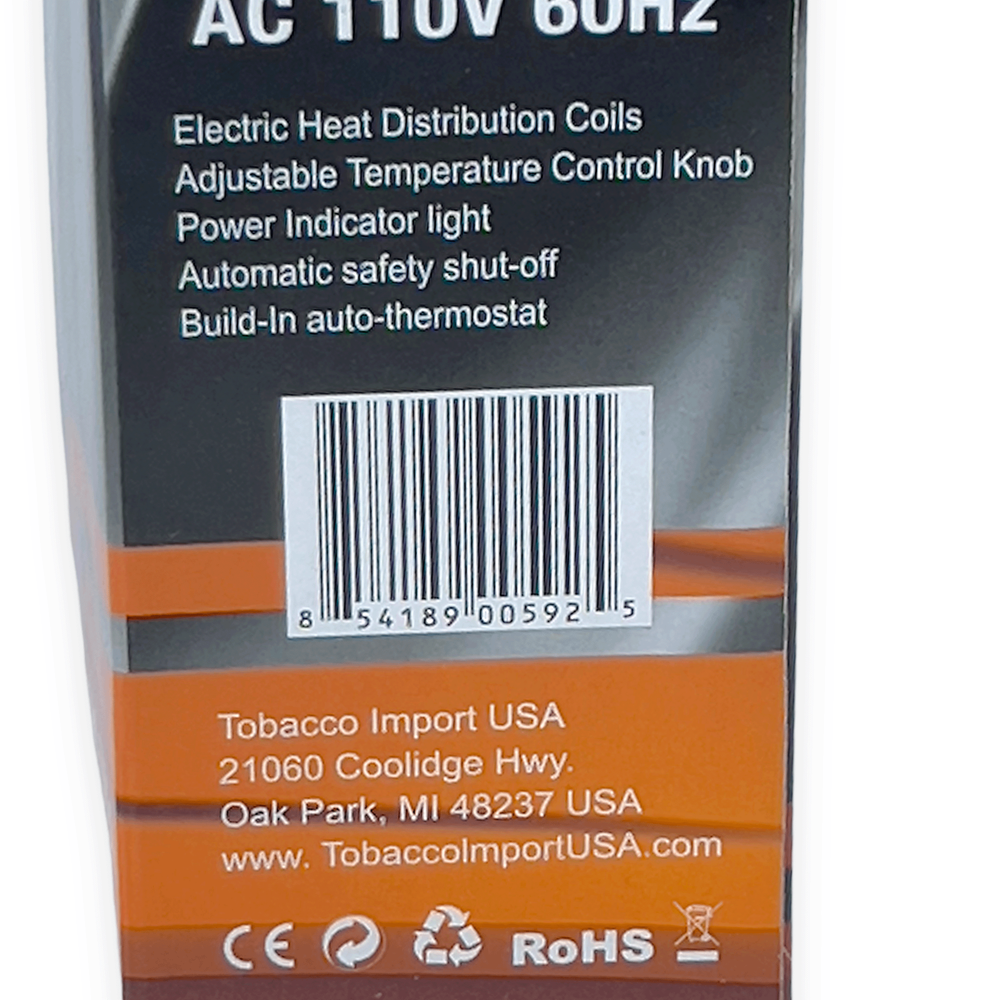 AC 110V 60Hz
Electric Heat Distribution Coils
Adjustable Temperature Control Knob
Power Indicator light
Automatic safety shut-off
Build-In auto-thermostat
8 54189 00592 5
Tobacco Import USA
21060 Coolidge Hwy.
Oak Park, MI 48237 USA
www. TobaccoImportUSA.com
CE RoHS